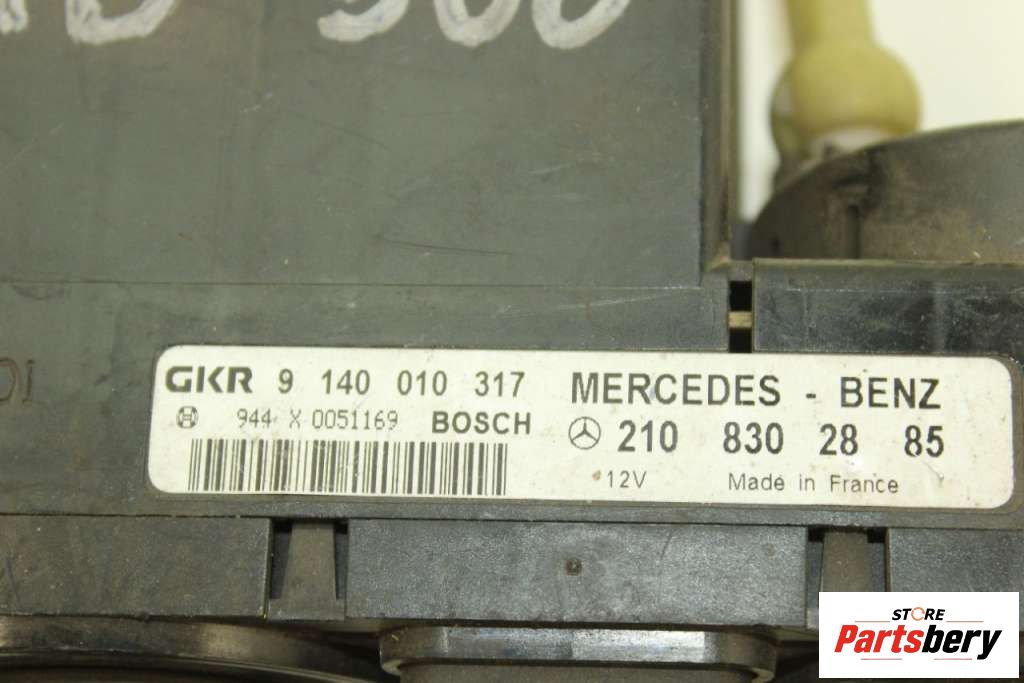 500
GKR 9 140 010 317
944 X 0051169 BOSCH
MERCEDES - BENZ
210 830 28 85
12V Made in France
STORE
Partsbery